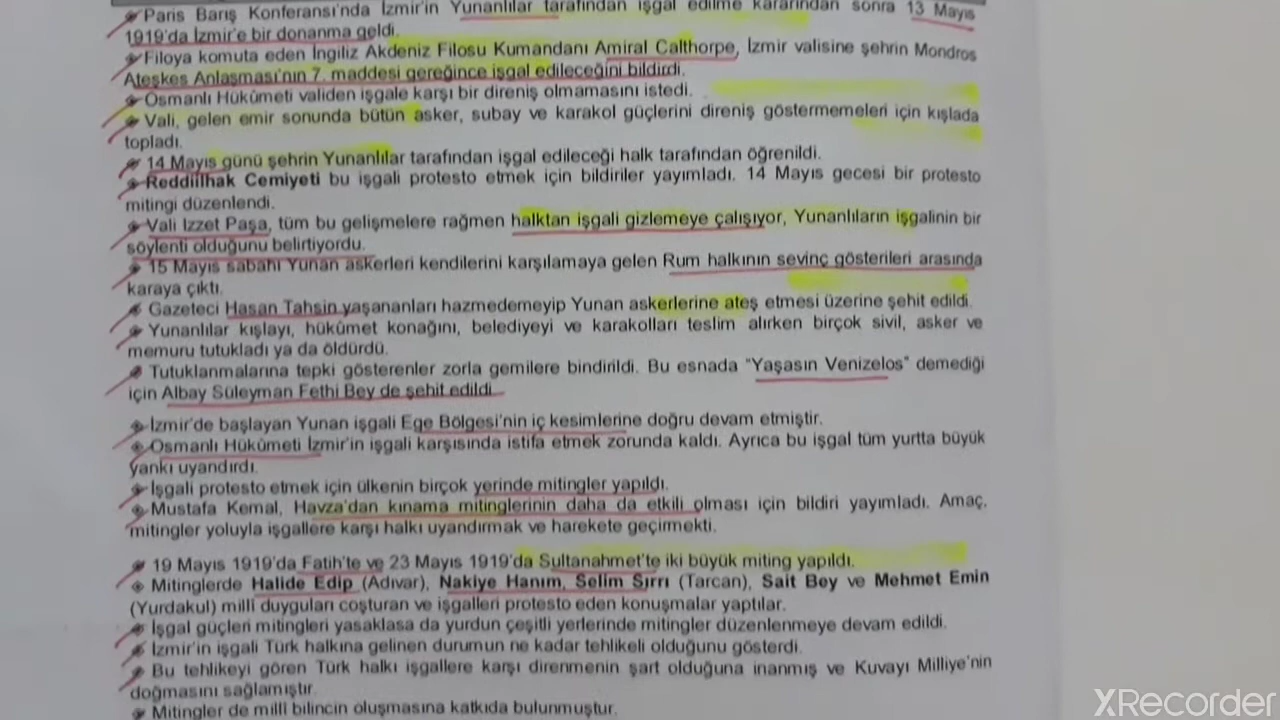 Paris Barış Konferansı'nda İzmir'in Yunanlılar tarafından işgal edilme kararından sonra 13 Mayıs
1919'da İzmir'e bir donanma geldi.
Filoya komuta eden İngiliz Akdeniz Filosu Kumandanı Amiral Calthorpe, İzmir valisine şehrin Mondros
Ateşkes Anlaşması'nın 7. maddesi gereğince işgal edileceğini bildirdi.
Osmanlı Hükûmeti validen işgale karşı bir direniş olmamasını istedi.
Vali, gelen emir sonunda bütün asker, subay ve karakol güçlerini direniş göstermemeleri için kışlada
topladı.
14 Mayıs günü şehrin Yunanlılar tarafından işgal edileceği halk tarafından öğrenildi.
Reddiilhak Cemiyeti bu işgali protesto etmek için bildiriler yayımladı. 14 Mayıs gecesi bir protesto
mitingi düzenlendi.
Vali İzzet Paşa, tüm bu gelişmelere rağmen halktan işgali gizlemeye çalışıyor, Yunanlıların işgalinin bir
söylenti olduğunu belirtiyordu.
15 Mayıs sabahı Yunan askerleri kendilerini karşılamaya gelen Rum halkının sevinç gösterileri arasında
karaya çıktı.
Gazeteci Hasan Tahsin yaşananları hazmedemeyip Yunan askerlerine ateş etmesi üzerine şehit edildi.
Yunanlılar kışlayı, hükûmet konağını, belediyeyi ve karakolları teslim alırken birçok sivil, asker ve
memuru tutukladı ya da öldürdü.
Tutuklanmalarına tepki gösterenler zorla gemilere bindirildi. Bu esnada "Yaşasın Venizelos" demediği
için Albay Süleyman Fethi Bey de şehit edildi.
İzmir'de başlayan Yunan işgali Ege Bölgesi'nin iç kesimlerine doğru devam etmiştir.
Osmanlı Hükûmeti İzmir'in işgali karşısında istifa etmek zorunda kaldı. Ayrıca bu işgal tüm yurtta büyük
yankı uyandırdı.
İşgali protesto etmek için ülkenin birçok yerinde mitingler yapıldı.
Mustafa Kemal, Havza'dan kınama mitinglerinin daha da etkili olması için bildiri yayımladı. Amaç,
mitingler yoluyla işgallere karşı halkı uyandırmak ve harekete geçirmekti.
19 Mayıs 1919'da Fatih'te ve 23 Mayıs 1919'da Sultanahmet'te iki büyük miting yapıldı.
Mitinglerde Halide Edip (Adıvar), Nakiye Hanım, Selim Sırrı (Tarcan), Sait Bey ve Mehmet Emin
(Yurdakul) millî duyguları coşturan ve işgalleri protesto eden konuşmalar yaptılar.
İşgal güçleri mitingleri yasaklasa da yurdun çeşitli yerlerinde mitingler düzenlenmeye devam edildi.
İzmir'in işgali Türk halkına gelinen durumun ne kadar tehlikeli olduğunu gösterdi.
Bu tehlikeyi gören Türk halkı işgallere karşı direnmenin şart olduğuna inanmış ve Kuvayı Milliye'nin
doğmasını sağlamıştır.
Mitingler de millî bilincin oluşmasına katkıda bulunmuştur.
XRecorder